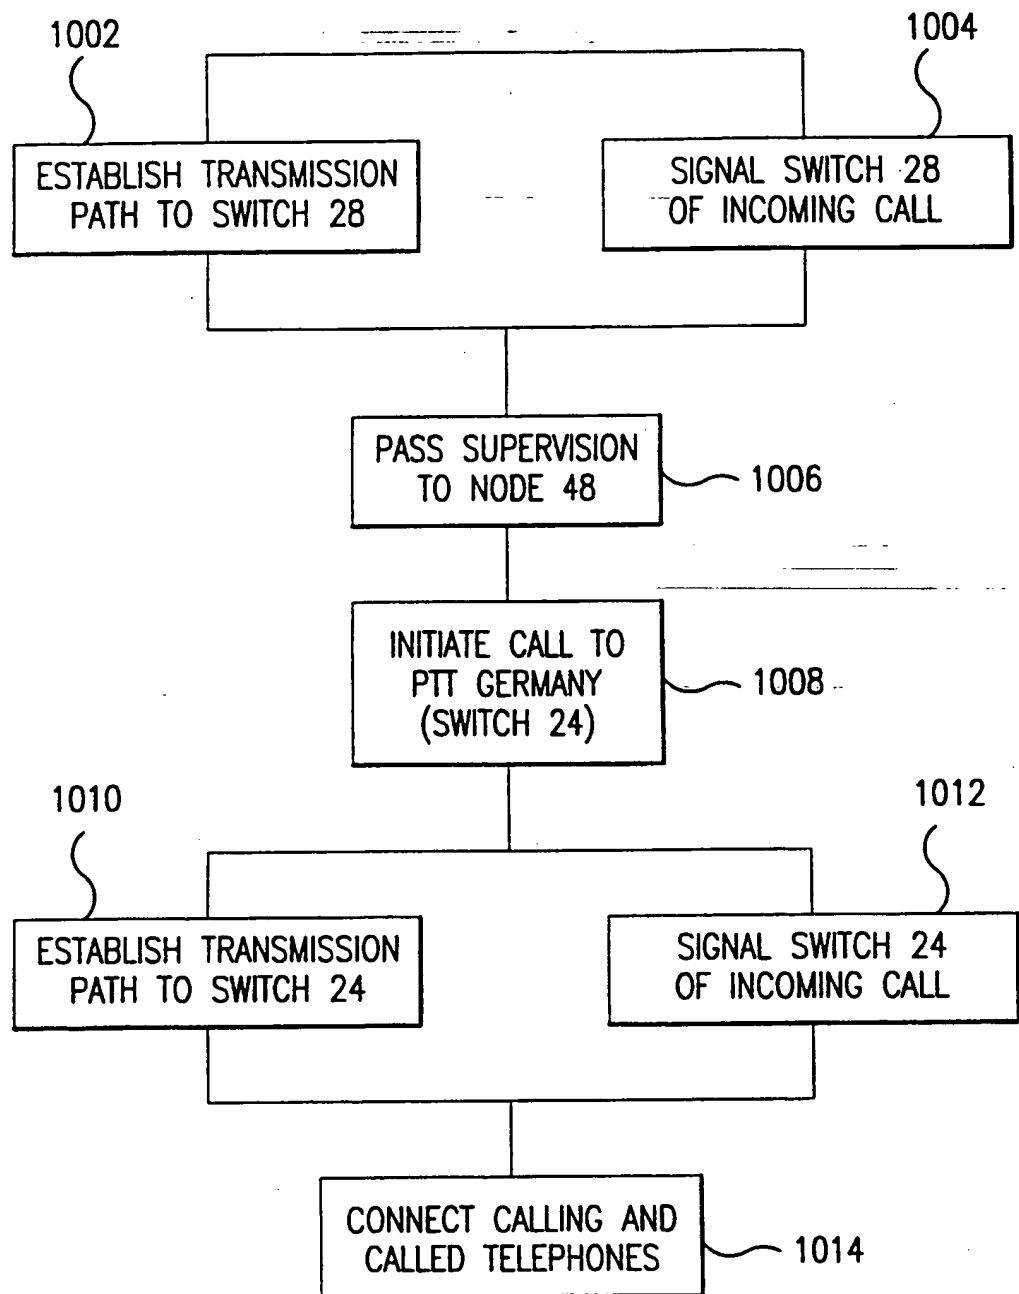 1002
1004
ESTABLISH TRANSMISSION
PATH TO SWITCH 28
SIGNAL SWITCH 28
OF INCOMING CALL
PASS SUPERVISION
TO NODE 48
1006
INITIATE CALL TO
PTT GERMANY
(SWITCH 24)
1008
1010
1012
ESTABLISH TRANSMISSION
PATH TO SWITCH 24
SIGNAL SWITCH 24
OF INCOMING CALL
CONNECT CALLING AND
CALLED TELEPHONES
1014